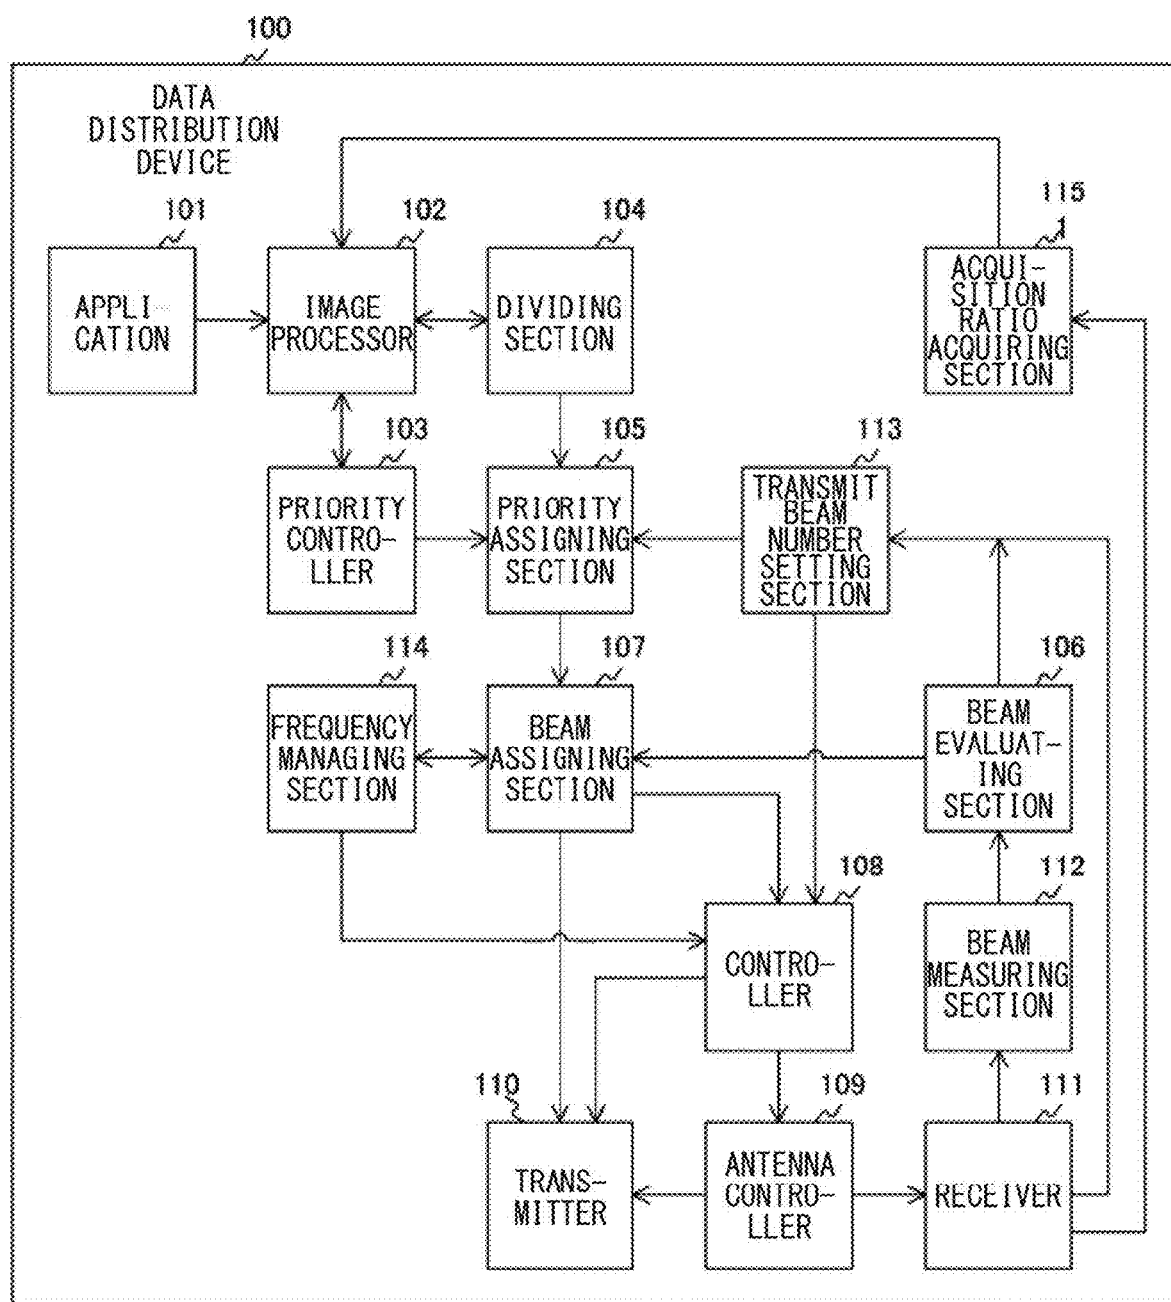 100
DATA
DISTRIBUTION
DEVICE
101
APPLI-
CATION
102
IMAGE
PROCESSOR
104
DIVIDING
SECTION
115
1
ACQUI-
SITION
RATIO
ACQUIRING
SECTION
103
PRIORITY
CONTRO-
LLER
105
PRIORITY
ASSIGNING
SECTION
113
TRANSMIT
BEAM
NUMBER
SETTING
SECTION
114
FREQUENCY
MANAGING
SECTION
107
BEAM
ASSIGNING
SECTION
106
BEAM
EVALUAT-
ING
SECTION
108
CONTRO-
LLER
112
BEAM
MEASURING
SECTION
110
TRANS-
MITTER
109
ANTENNA
CONTRO-
LLER
111
RECEIVER